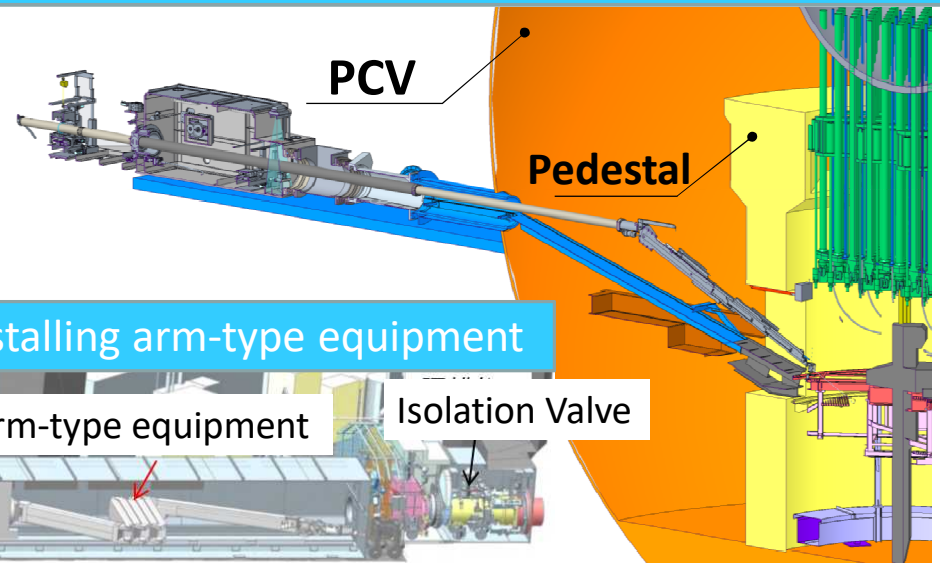 PCV
Pedestal
stalling arm-type equipment
rm-type equipment
Isolation Valve